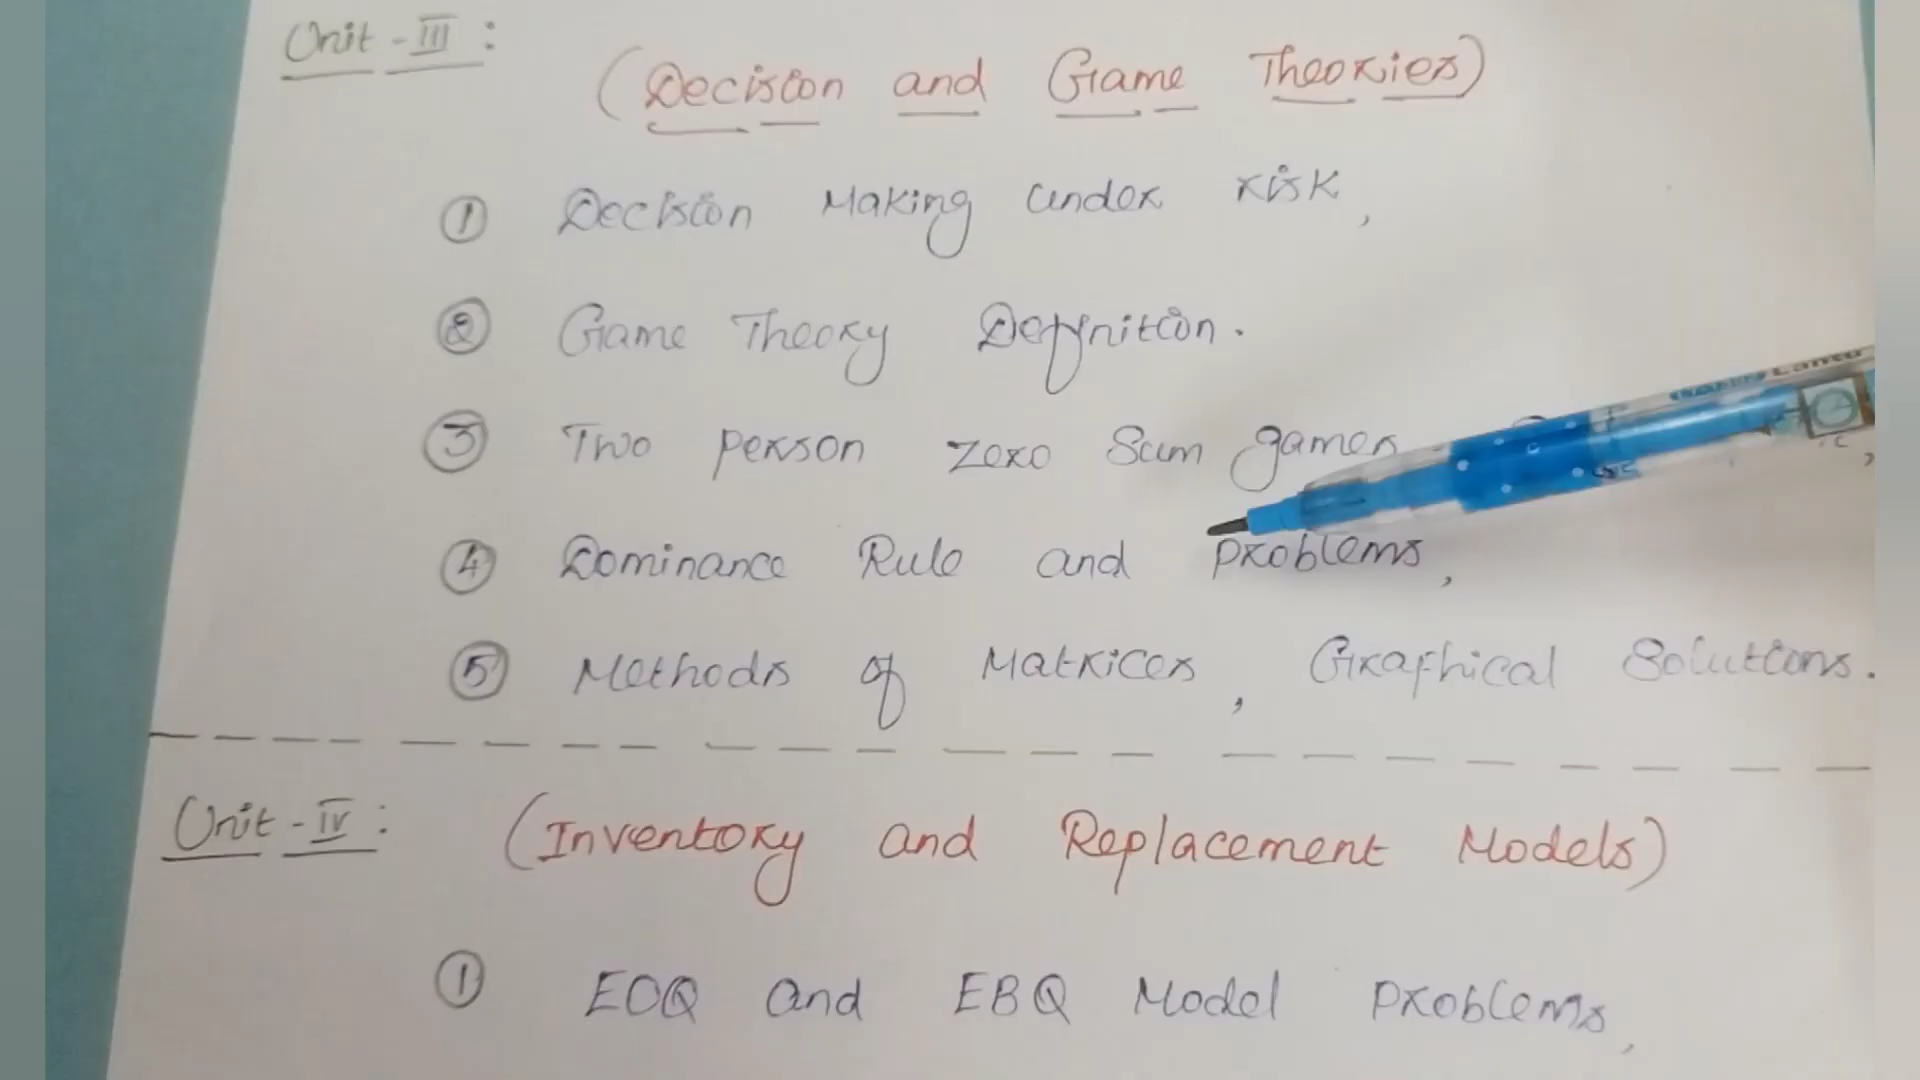 Unit - III :
(Decision and Game Theories)
① Decision Making under risk,
② Game Theory Definition.
③ Two person zero sum games
④ Dominance Rule and problems,
⑤ Methods of Matrices, Graphical Solutions.
Unit - IV :
(Inventory and Replacement Models)
① EOQ and EBQ Model problems,